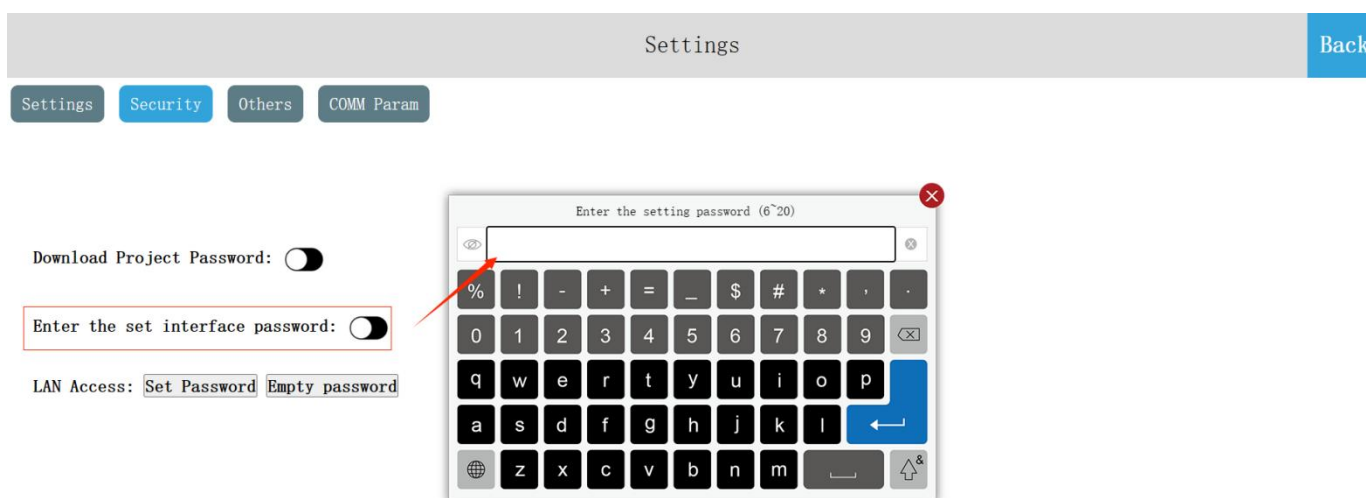 Settings
Back
Settings Security Others COMM Param
Enter the setting password (6~20)
Download Project Password:
Enter the set interface password:
LAN Access: Set Password Empty password
% ! - + = _ $ # * , .
0 1 2 3 4 5 6 7 8 9
q w e r t y u i o p
a s d f g h j k l
z x c v b n m &